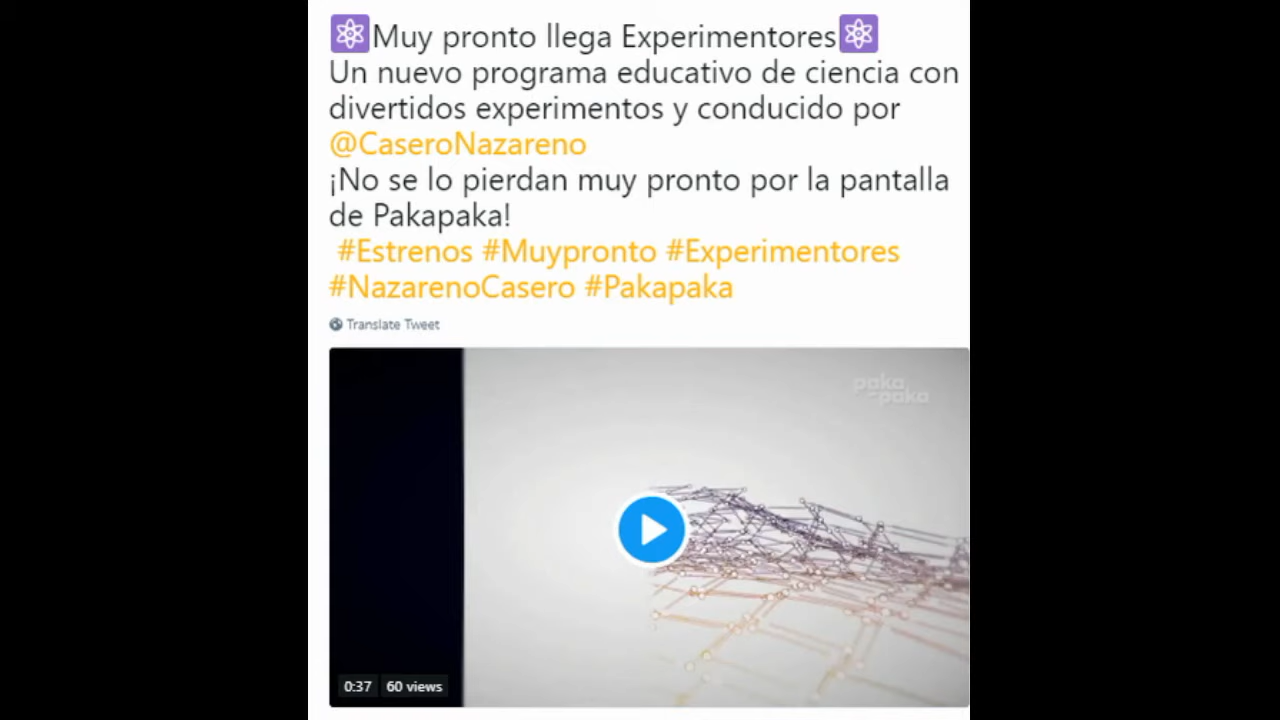 ⚛Muy pronto llega Experimentores⚛
Un nuevo programa educativo de ciencia con
divertidos experimentos y conducido por
@CaseroNazareno
¡No se lo pierdan muy pronto por la pantalla
de Pakapaka!
#Estrenos #Muypronto #Experimentores
#NazarenoCasero #Pakapaka
Translate Tweet
paka
-paka
0:37 60 views